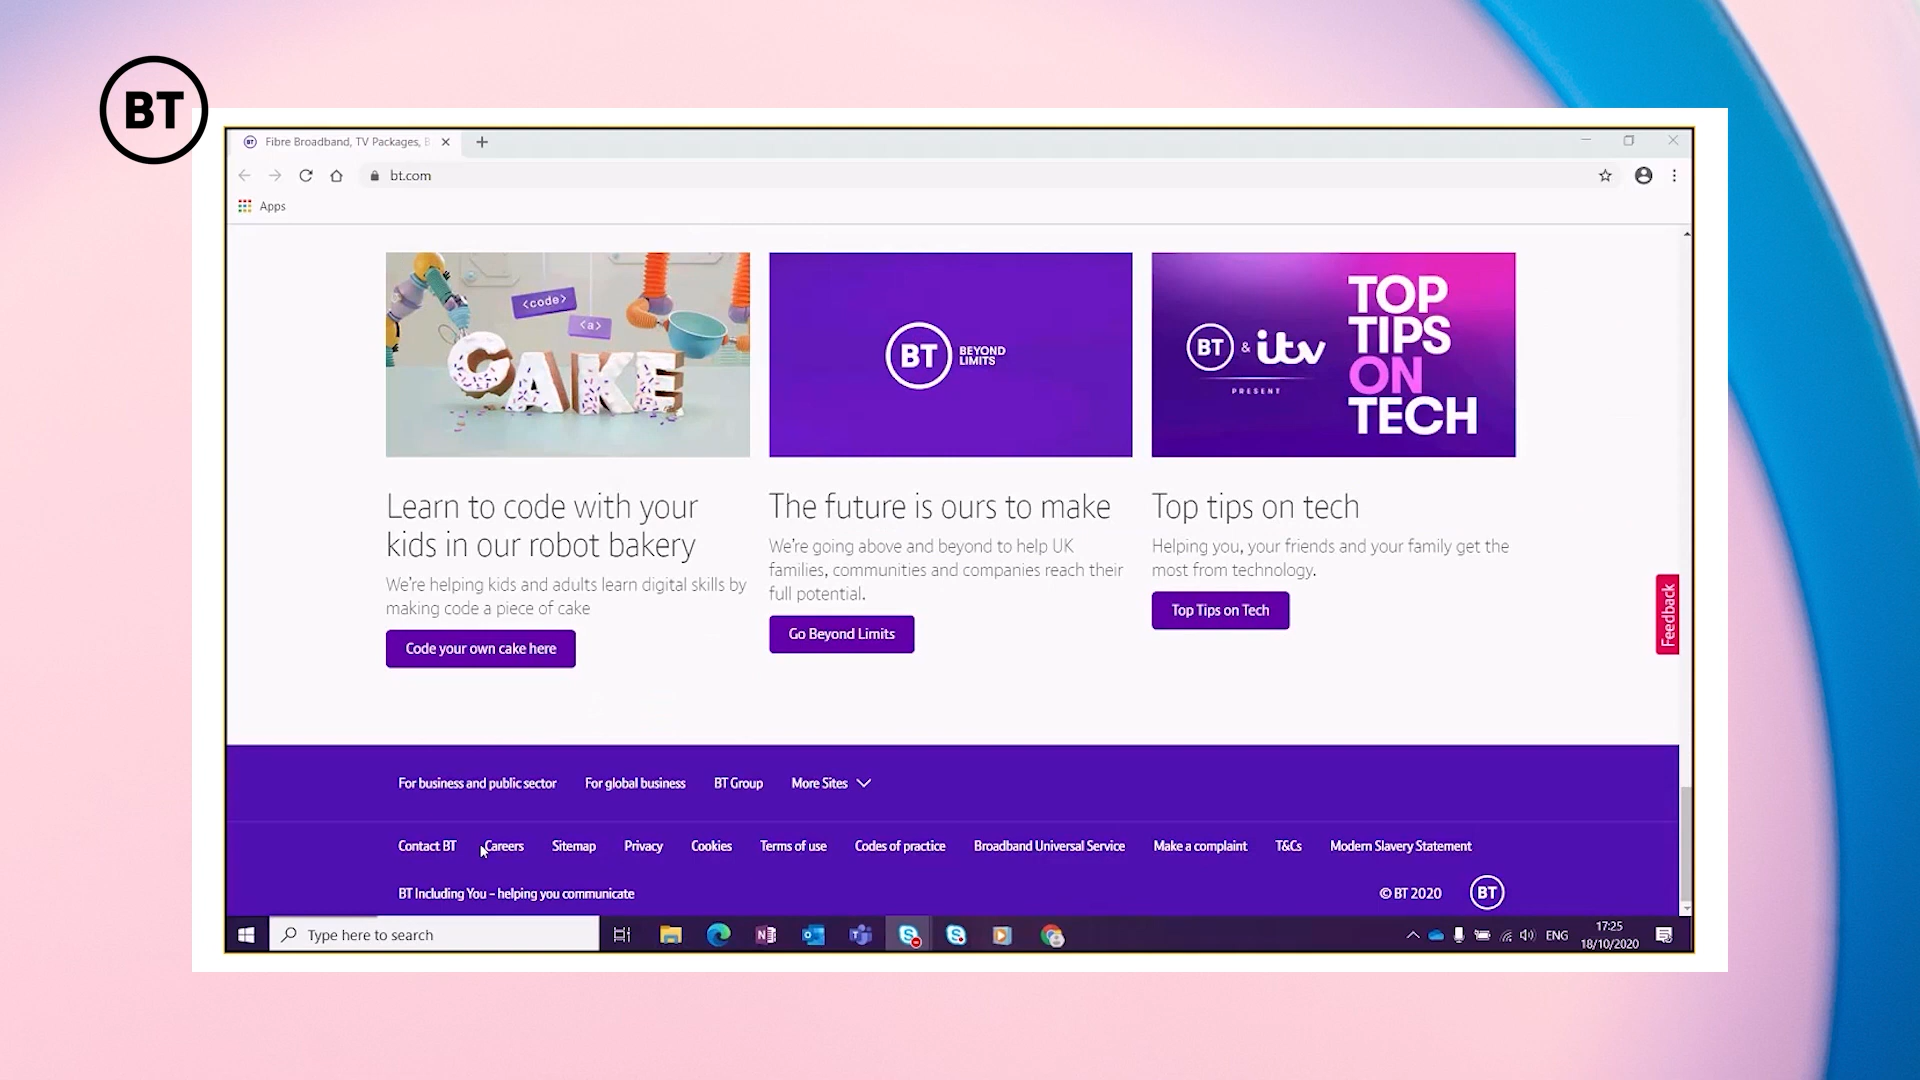 BT
Fibre Broadband, TV Packages, B
bt.com
Apps
<code>
<a>
CAKE
BT BEYOND
LIMITS
BT & itv
PRESENT
TOP
TIPS
ON
TECH
Learn to code with your
kids in our robot bakery
We're helping kids and adults learn digital skills by
making code a piece of cake
Code your own cake here
The future is ours to make
We're going above and beyond to help UK
families, communities and companies reach their
full potential.
Go Beyond Limits
Top tips on tech
Helping you, your friends and your family get the
most from technology.
Top Tips on Tech
Feedback
For business and public sector For global business BT Group More Sites
Contact BT Careers Sitemap Privacy Cookies Terms of use Codes of practice Broadband Universal Service Make a complaint T&Cs Modern Slavery Statement
BT Including You – helping you communicate © BT 2020 BT
Type here to search
ENG
17:25
18/10/2020